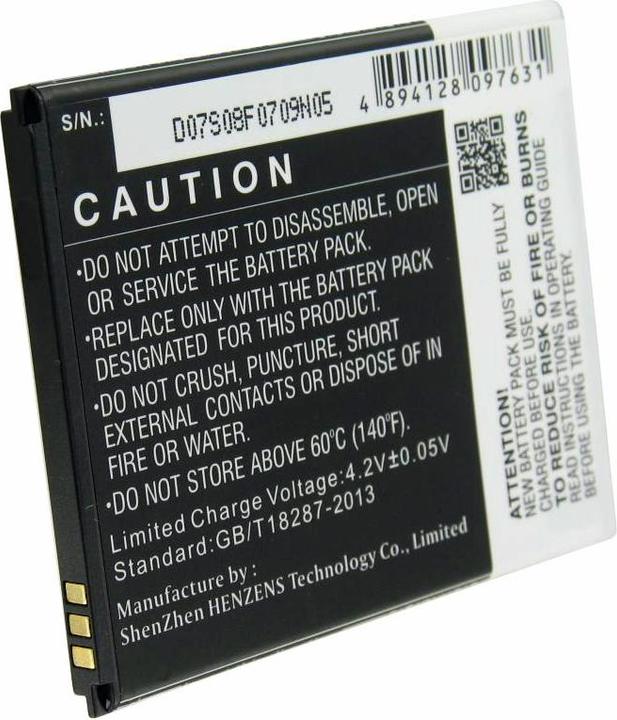 S/N.:
D07S08F0709N05
4 894128 097631
CAUTION
•DO NOT ATTEMPT TO DISASSEMBLE, OPEN
OR SERVICE THE BATTERY PACK.
•REPLACE ONLY WITH THE BATTERY PACK
DESIGNATED FOR THIS PRODUCT.
•DO NOT CRUSH, PUNCTURE, SHORT
EXTERNAL CONTACTS OR DISPOSE OF IN
FIRE OR WATER.
•DO NOT STORE ABOVE 60°C (140°F).
Limited Charge Voltage:4.2V±0.05V
Standard:GB/T18287-2013
Manufacture by :
ShenZhen HENZENS Technology Co., Limited
ATTENTION!
NEW BATTERY PACK MUST BE FULLY
CHARGED BEFORE USE.
TO REDUCE RISK OF FIRE OR BURNS
READ INSTRUCTIONS IN OPERATING GUIDE
BEFORE USING THE BATTERY.